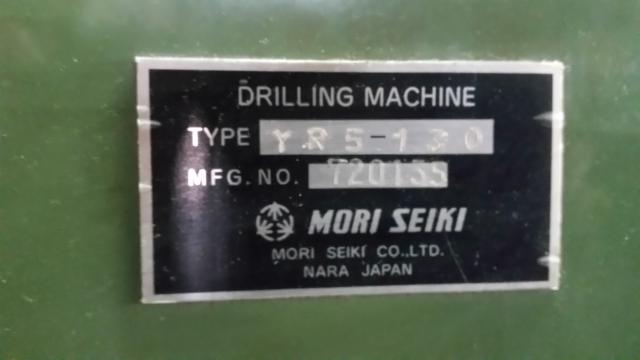 DRILLING MACHINE
TYPE YR5-130
MFG. NO. 720155
MORI SEIKI
MORI SEIKI CO.,LTD.
NARA JAPAN